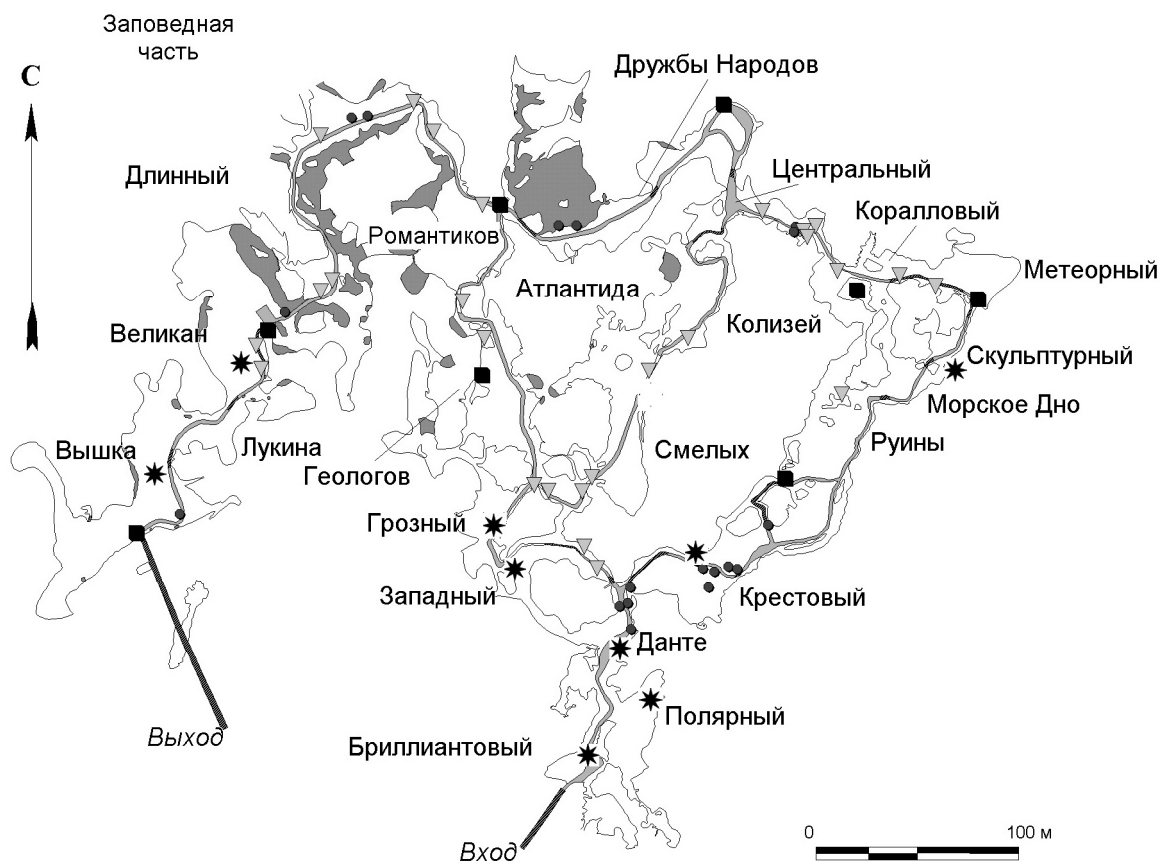 Заповедная
часть
С
Дружбы Народов
Длинный
Центральный
Коралловый
Романтиков
Метеорный
Атлантида
Великан
Колизей
Скульптурный
Морское Дно
Вышка
Лукина
Смелых
Руины
Геологов
Грозный
Западный
Крестовый
Данте
Полярный
Выход
Бриллиантовый
Вход
0 100 м